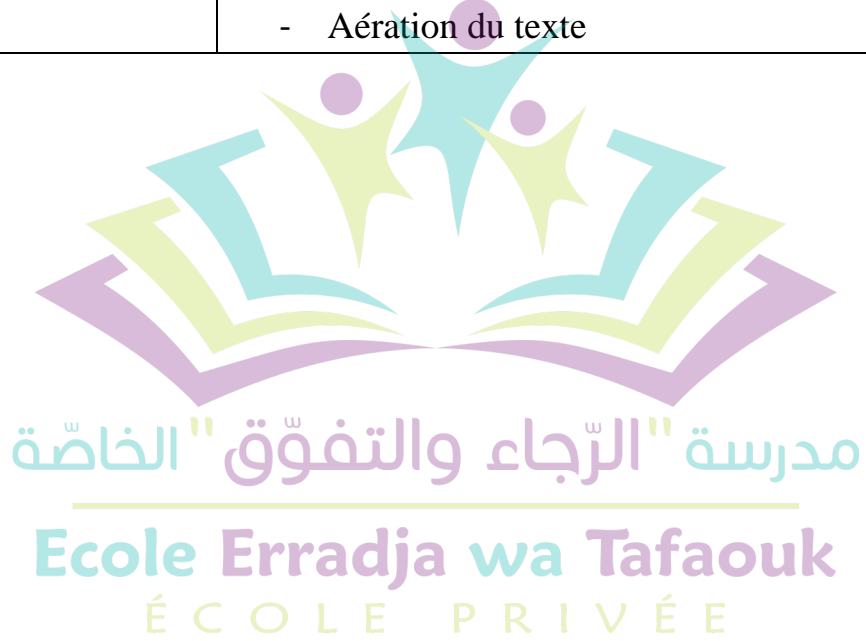 - Aération du texte
مدرسة "الرّجاء والتفوّق" الخاصّة
Ecole Erradja wa Tafaouk
ÉCOLE PRIVÉE